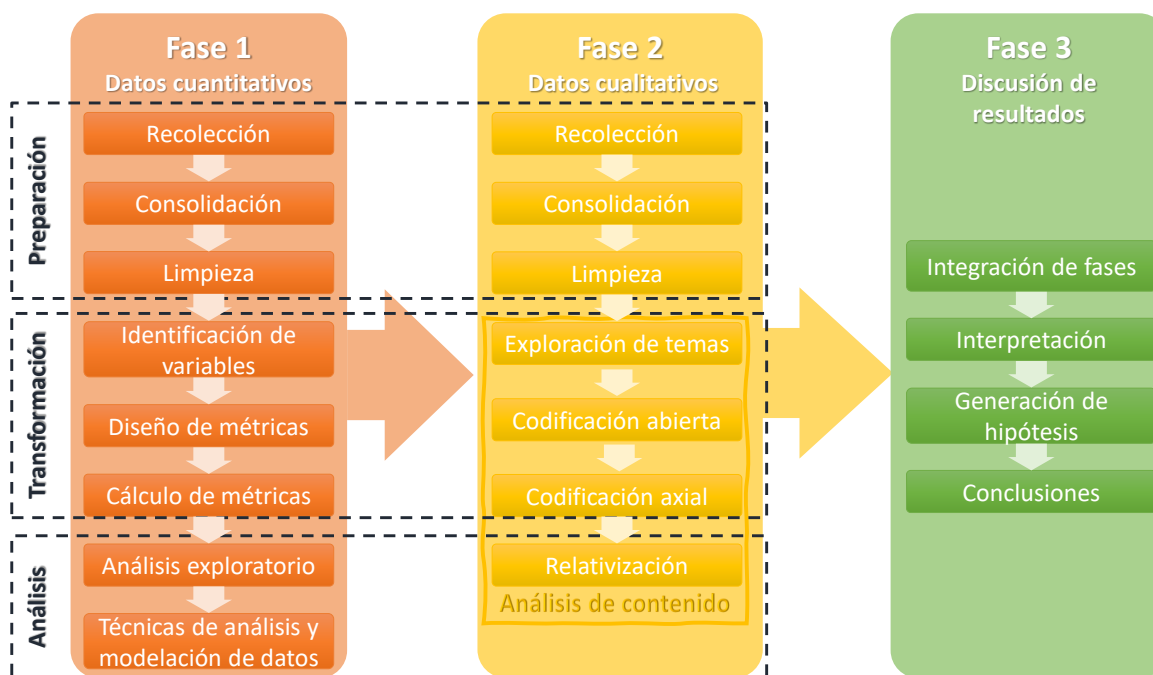 Fase 1
Datos cuantitativos
Preparación
Recolección
Consolidación
Limpieza
Transformación
Identificación de
variables
Diseño de métricas
Cálculo de métricas
Análisis
Análisis exploratorio
Técnicas de análisis y
modelación de datos
Fase 2
Datos cualitativos
Recolección
Consolidación
Limpieza
Exploración de temas
Codificación abierta
Codificación axial
Relativización
Análisis de contenido
Fase 3
Discusión de
resultados
Integración de fases
Interpretación
Generación de
hipótesis
Conclusiones